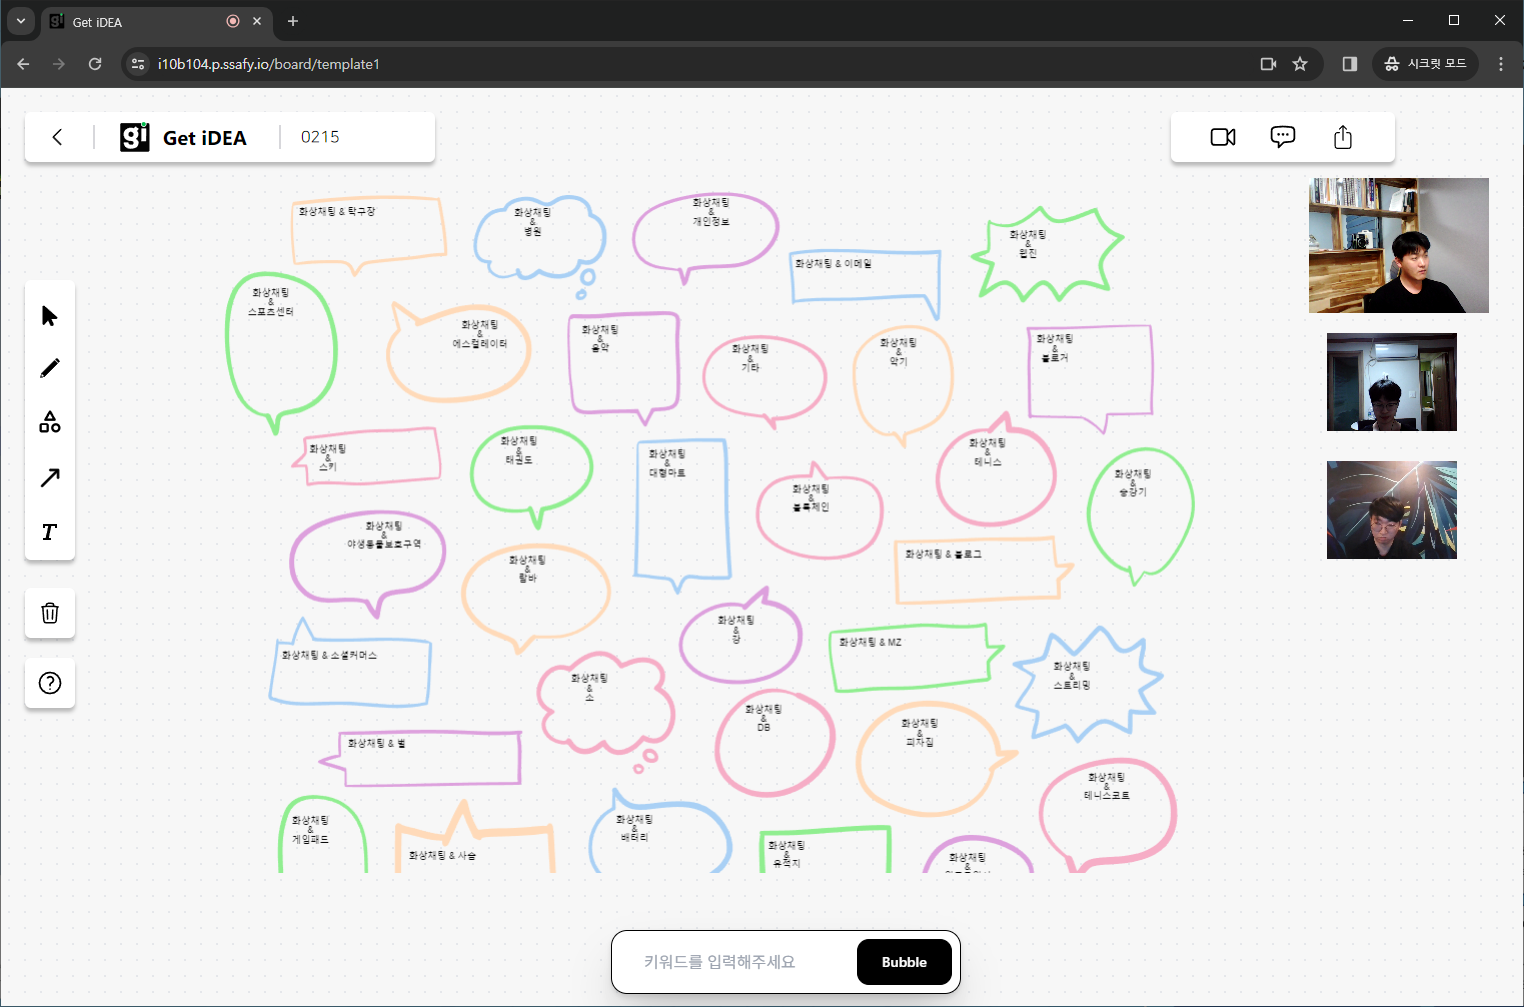 Get iDEA
i10b104.p.ssafy.io/board/template1
시크릿 모드
Get iDEA
0215
화상채팅 & 탁구장
화상채팅
&
병원
화상채팅
&
개인정보
화상채팅 & 이메일
화상채팅
&
웹진
화상채팅
&
스포츠센터
화상채팅
&
에스컬레이터
화상채팅
&
음악
화상채팅
&
기타
화상채팅
&
악기
화상채팅
&
블로거
화상채팅
&
스키
화상채팅
&
태권도
화상채팅
&
대형마트
화상채팅
&
블록체인
화상채팅
&
테니스
화상채팅
&
승강기
화상채팅
&
야생동물보호구역
화상채팅
&
화상채팅 & 블로그
화상채팅 & 소셜커머스
화상채팅
&
소
화상채팅
&
강
화상채팅 & MZ
화상채팅
&
스트리밍
화상채팅 & 벌
화상채팅
&
DB
화상채팅
&
피자집
화상채팅
&
테니스코트
화상채팅
&
게임패드
화상채팅 & 사슴
화상채팅
&
배터리
화상채팅
&
유적지
화상채팅
&
키워드를 입력해주세요
Bubble
T